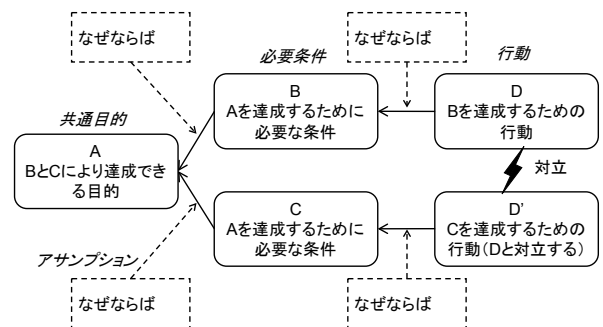 なぜならば
なぜならば
必要条件
行動
共通目的
B
Aを達成するために
必要な条件
D
Bを達成するための
行動
A
BとCにより達成でき
る目的
対立
C
Aを達成するために
必要な条件
D'
Cを達成するための
行動(Dと対立する)
アサンプション
なぜならば
なぜならば